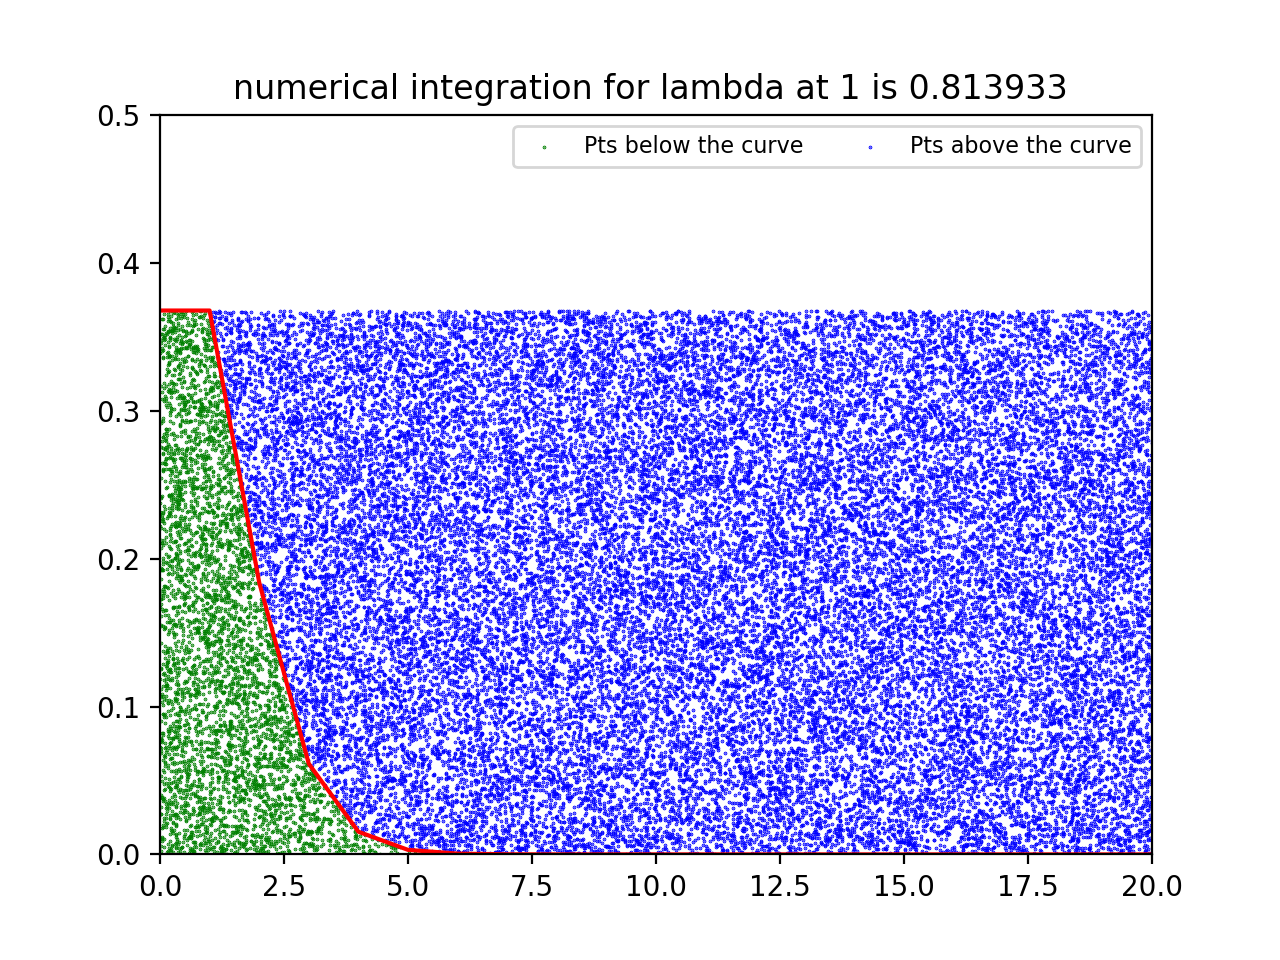 numerical integration for lambda at 1 is 0.813933
0.5
Pts below the curve Pts above the curve
0.4
0.3
0.2
0.1
0.0
0.0 2.5 5.0 7.5 10.0 12.5 15.0 17.5 20.0